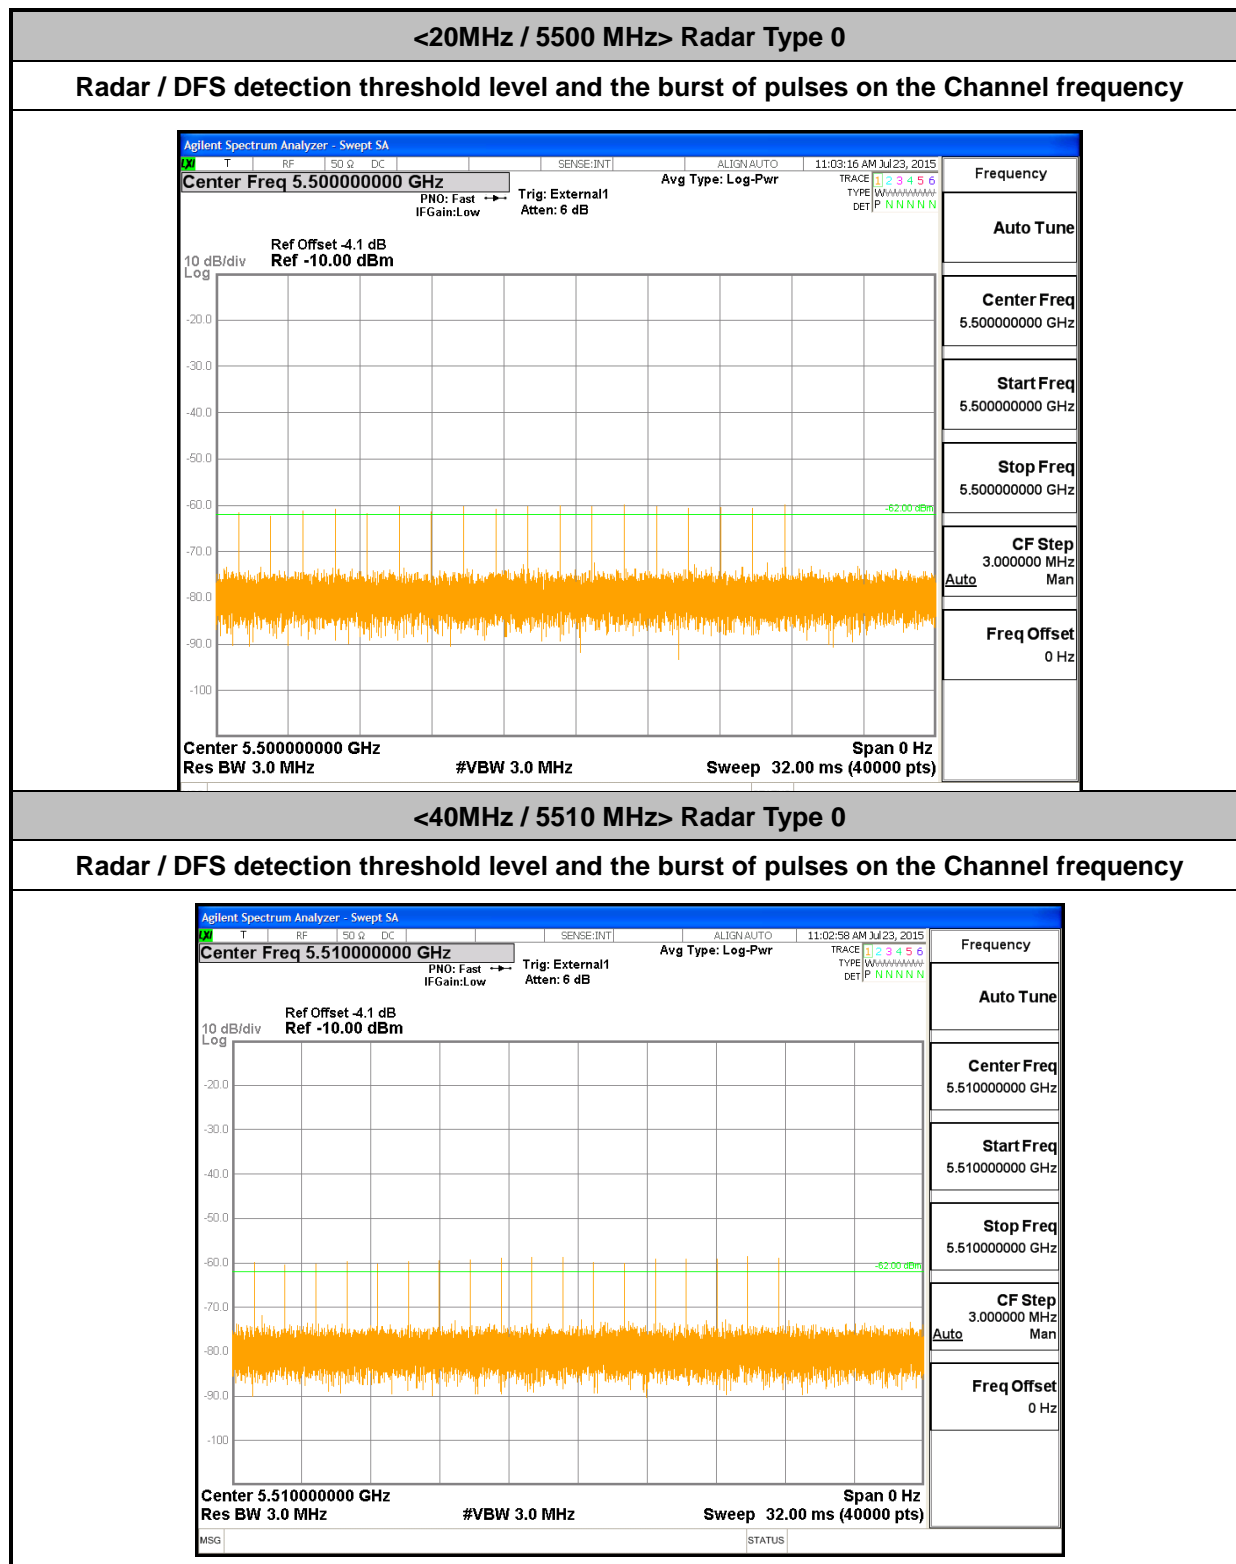 <20MHz / 5500 MHz> Radar Type 0
Radar / DFS detection threshold level and the burst of pulses on the Channel frequency
Agilent Spectrum Analyzer - Swept SA
LXI T RF 50 Ω DC SENSE:INT ALIGN AUTO 11:03:16 AM Jul 23, 2015
Center Freq 5.500000000 GHz
PNO: Fast
IFGain:Low
Trig: External1
Atten: 6 dB
Avg Type: Log-Pwr
TRACE 1 2 3 4 5 6
TYPE WWWWWW
DET P N N N N N
Ref Offset -4.1 dB
10 dB/div Ref -10.00 dBm
Log
-20.0
-30.0
-40.0
-50.0
-60.0
-62.00 dBm
-70.0
-80.0
-90.0
-100
Center 5.500000000 GHz Span 0 Hz
Res BW 3.0 MHz #VBW 3.0 MHz Sweep 32.00 ms (40000 pts)
Frequency
Auto Tune
Center Freq
5.500000000 GHz
Start Freq
5.500000000 GHz
Stop Freq
5.500000000 GHz
CF Step
3.000000 MHz
Auto Man
Freq Offset
0 Hz
<40MHz / 5510 MHz> Radar Type 0
Radar / DFS detection threshold level and the burst of pulses on the Channel frequency
Agilent Spectrum Analyzer - Swept SA
LXI T RF 50 Ω DC SENSE:INT ALIGN AUTO 11:02:58 AM Jul 23, 2015
Center Freq 5.510000000 GHz
PNO: Fast
IFGain:Low
Trig: External1
Atten: 6 dB
Avg Type: Log-Pwr
TRACE 1 2 3 4 5 6
TYPE WWWWWW
DET P N N N N N
Ref Offset -4.1 dB
10 dB/div Ref -10.00 dBm
Log
-20.0
-30.0
-40.0
-50.0
-60.0
-62.00 dBm
-70.0
-80.0
-90.0
-100
Center 5.510000000 GHz Span 0 Hz
Res BW 3.0 MHz #VBW 3.0 MHz Sweep 32.00 ms (40000 pts)
MSG STATUS
Frequency
Auto Tune
Center Freq
5.510000000 GHz
Start Freq
5.510000000 GHz
Stop Freq
5.510000000 GHz
CF Step
3.000000 MHz
Auto Man
Freq Offset
0 Hz